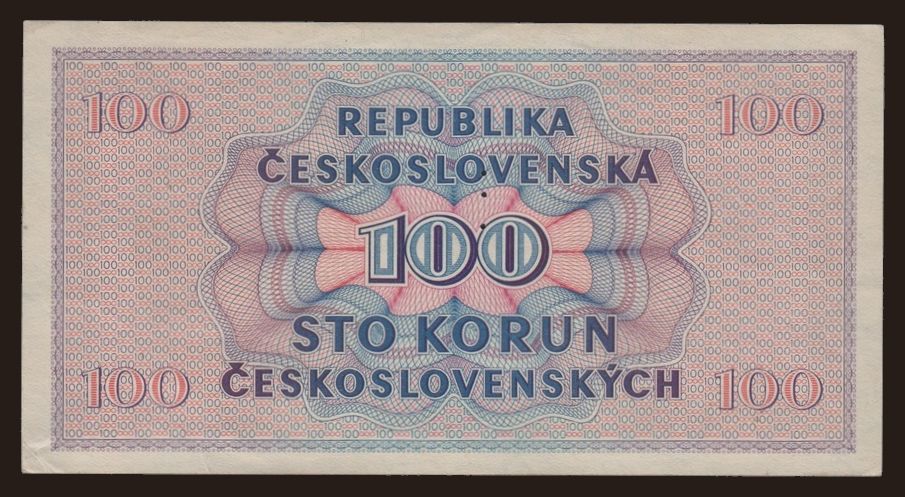 100 100
REPUBLIKA
ČESKOSLOVENSKÁ
100
STO KORUN
100 ČESKOSLOVENSKÝCH 100